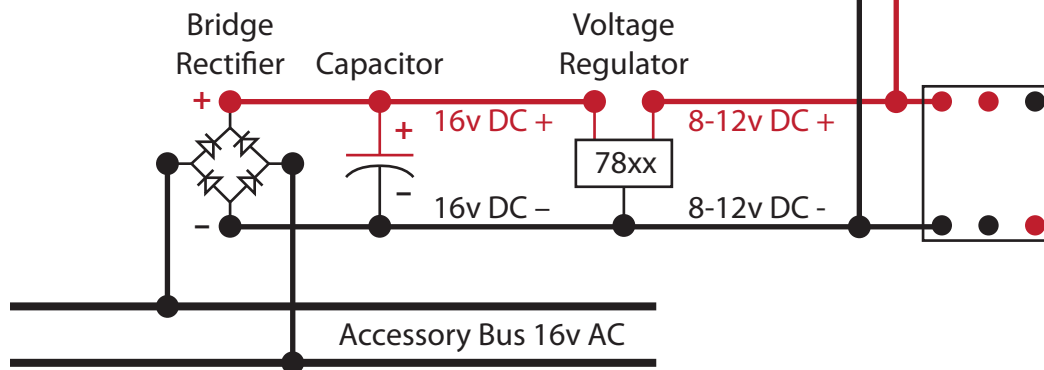 Bridge
Rectifier
Capacitor
Voltage
Regulator
+
+
16v DC +
8-12v DC +
78xx
–
–
16v DC –
8-12v DC -
Accessory Bus 16v AC